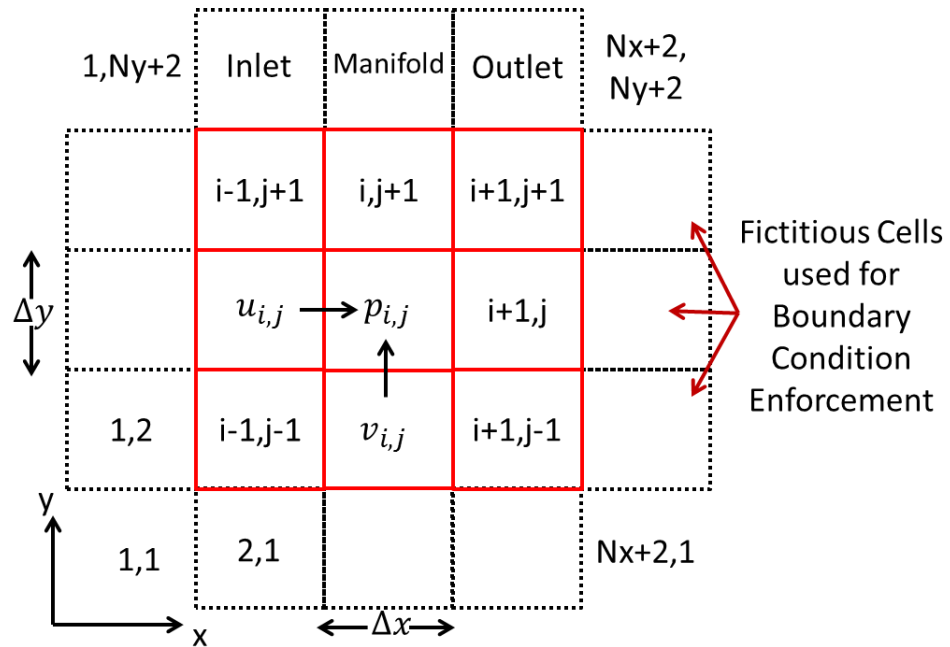 1,Ny+2
Inlet
Manifold
Outlet
Nx+2,
Ny+2
i-1,j+1
i,j+1
i+1,j+1
Fictitious Cells
used for
Boundary
Condition
Enforcement
Δy
u_{i,j}
p_{i,j}
i+1,j
1,2
i-1,j-1
v_{i,j}
i+1,j-1
y
1,1
2,1
Nx+2,1
x
Δx